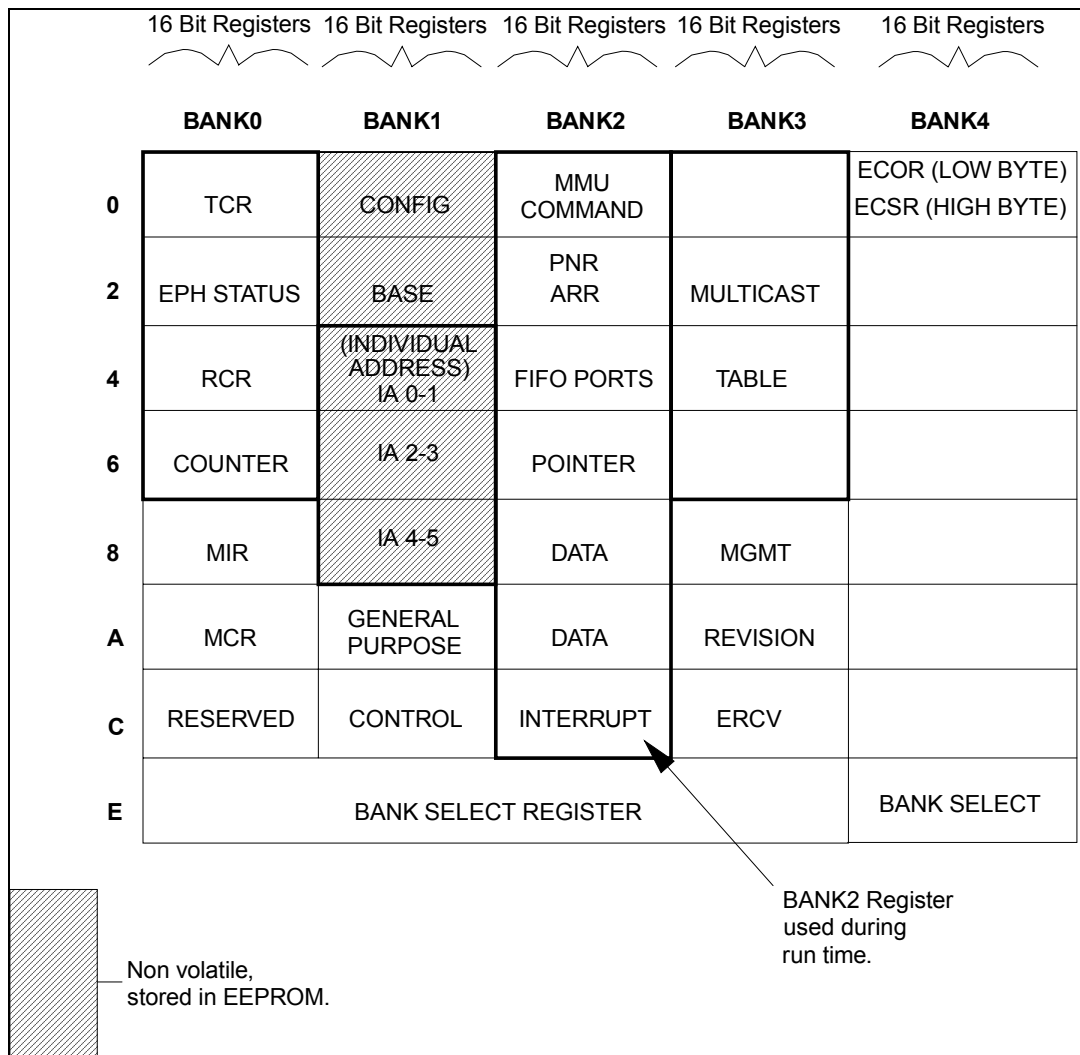 16 Bit Registers 16 Bit Registers 16 Bit Registers 16 Bit Registers 16 Bit Registers
BANK0 BANK1 BANK2 BANK3 BANK4
0 TCR CONFIG MMU COMMAND ECOR (LOW BYTE) ECSR (HIGH BYTE)
2 EPH STATUS BASE PNR ARR MULTICAST
4 RCR (INDIVIDUAL ADDRESS) IA 0-1 FIFO PORTS TABLE
6 COUNTER IA 2-3 POINTER
8 MIR IA 4-5 DATA MGMT
A MCR GENERAL PURPOSE DATA REVISION
C RESERVED CONTROL INTERRUPT ERCV
E BANK SELECT REGISTER BANK SELECT
BANK2 Register
used during
run time.
Non volatile,
stored in EEPROM.